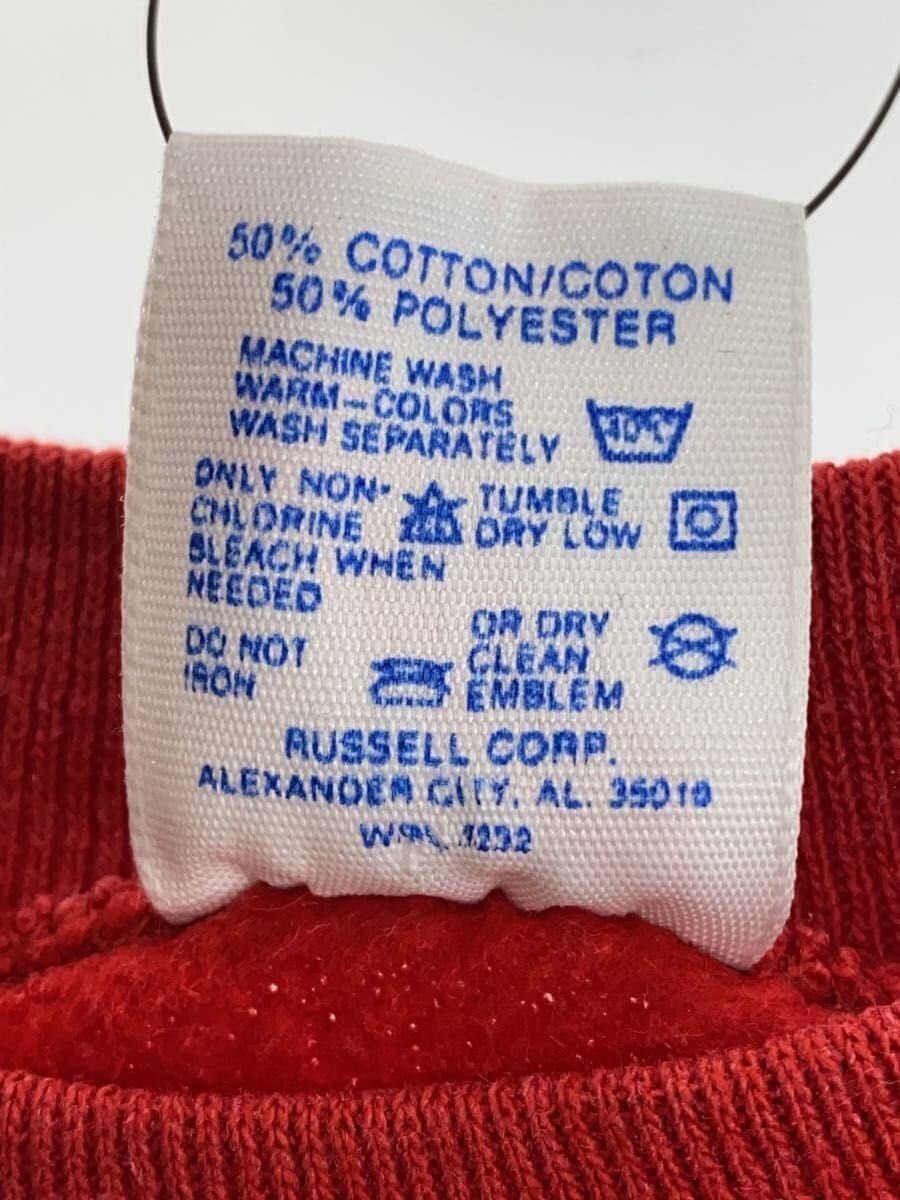 50% COTTON/COTON
50% POLYESTER
MACHINE WASH
WARM-COLORS
WASH SEPARATELY
40°C
ONLY NON-
CHLORINE
BLEACH WHEN
NEEDED
TUMBLE
DRY LOW
DO NOT
IRON
OR DRY
CLEAN
EMBLEM
RUSSELL CORP.
ALEXANDER CITY, AL. 35010